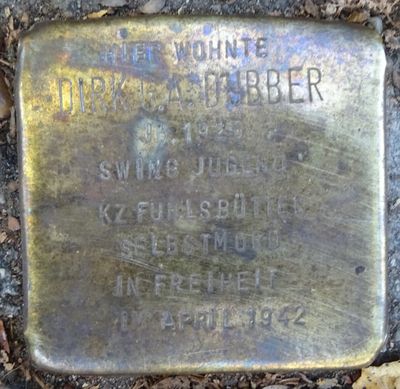 HIER WOHNTE
DIRK E.A. DUBBER
JG. 1925
SWING JUGEND
KZ FUHLSBÜTTEL
SELBSTMORD
IN FREIHEIT
APRIL 1942